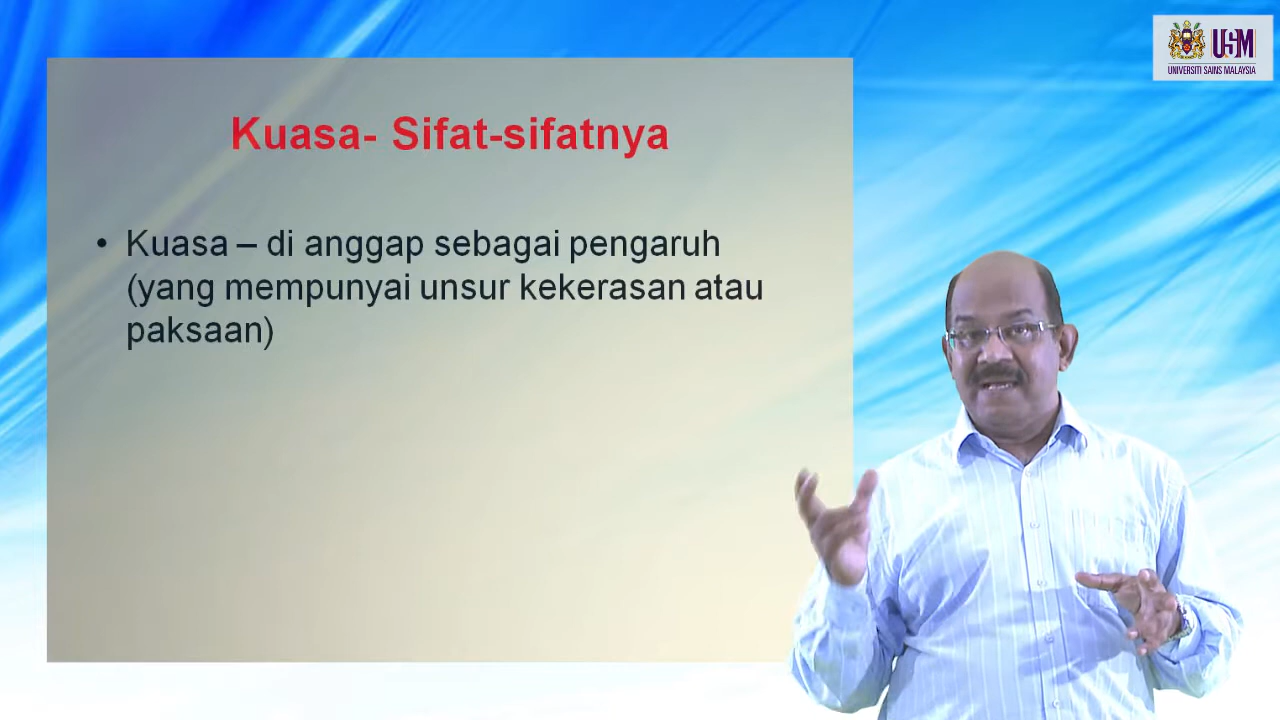 USM
UNIVERSITI SAINS MALAYSIA
Kuasa- Sifat-sifatnya
• Kuasa – di anggap sebagai pengaruh
(yang mempunyai unsur kekerasan atau
paksaan)